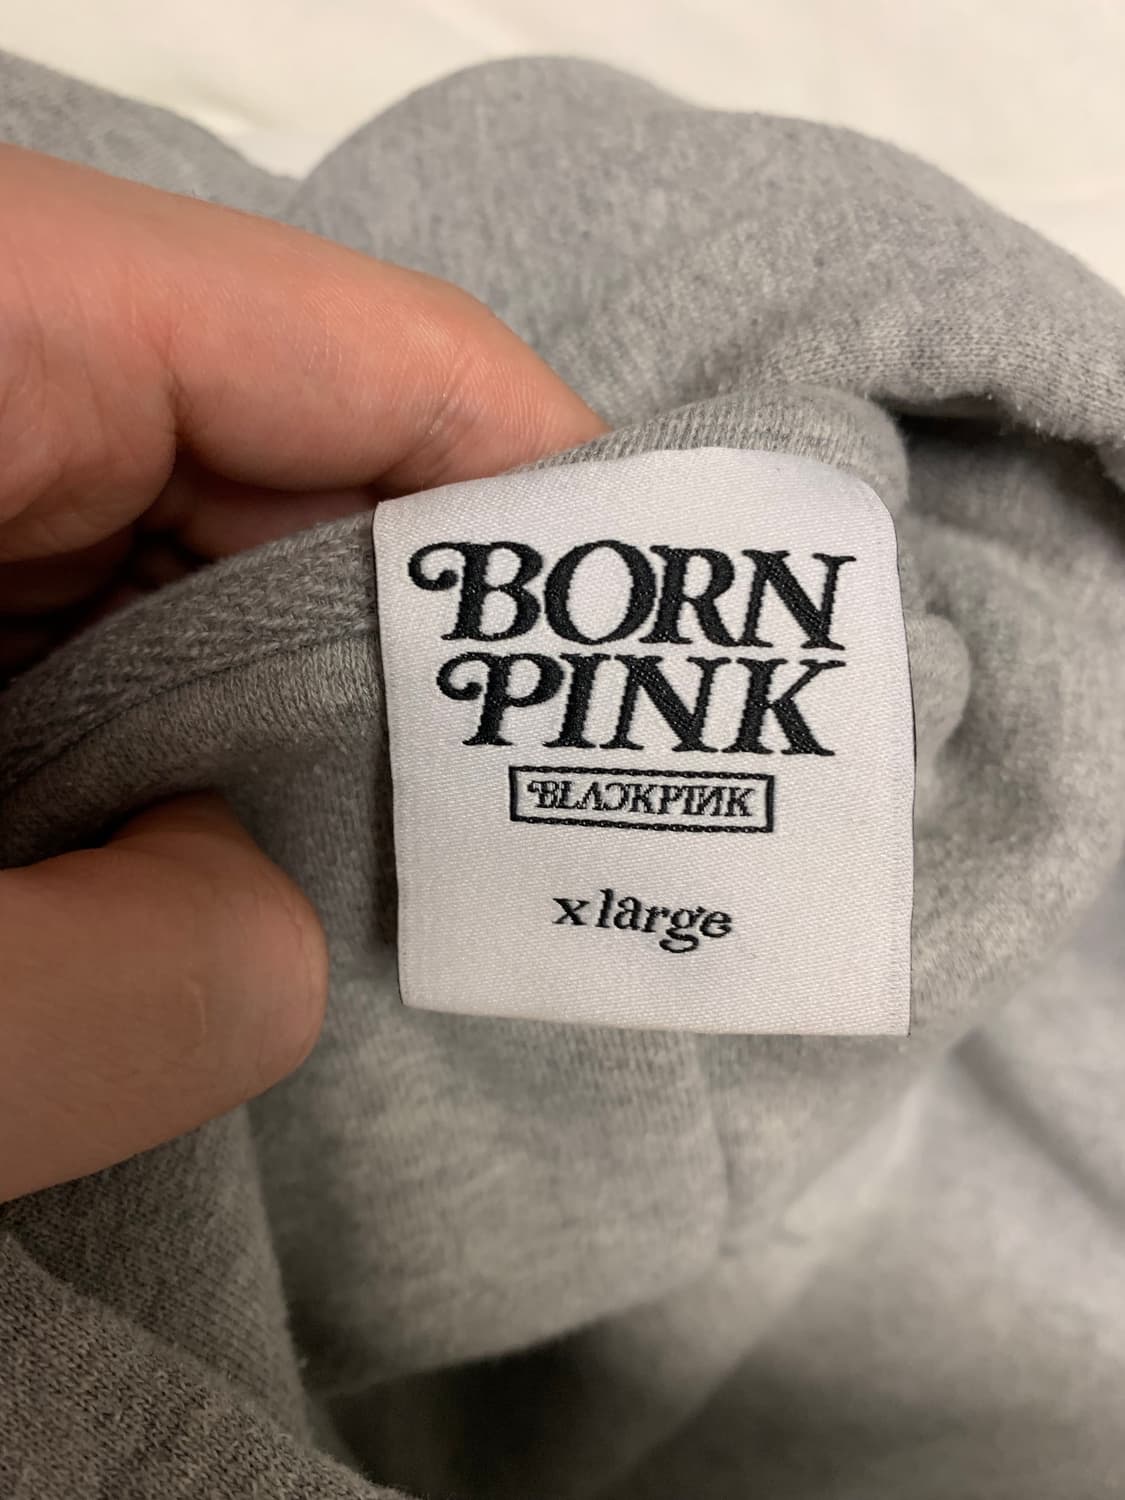 BORN
PINK
BLACKPINK
x large